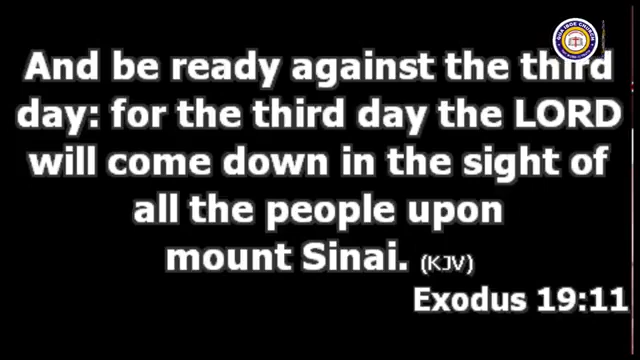 And be ready against the third
day: for the third day the LORD
will come down in the sight of
all the people upon
mount Sinai. (KJV)
Exodus 19:11